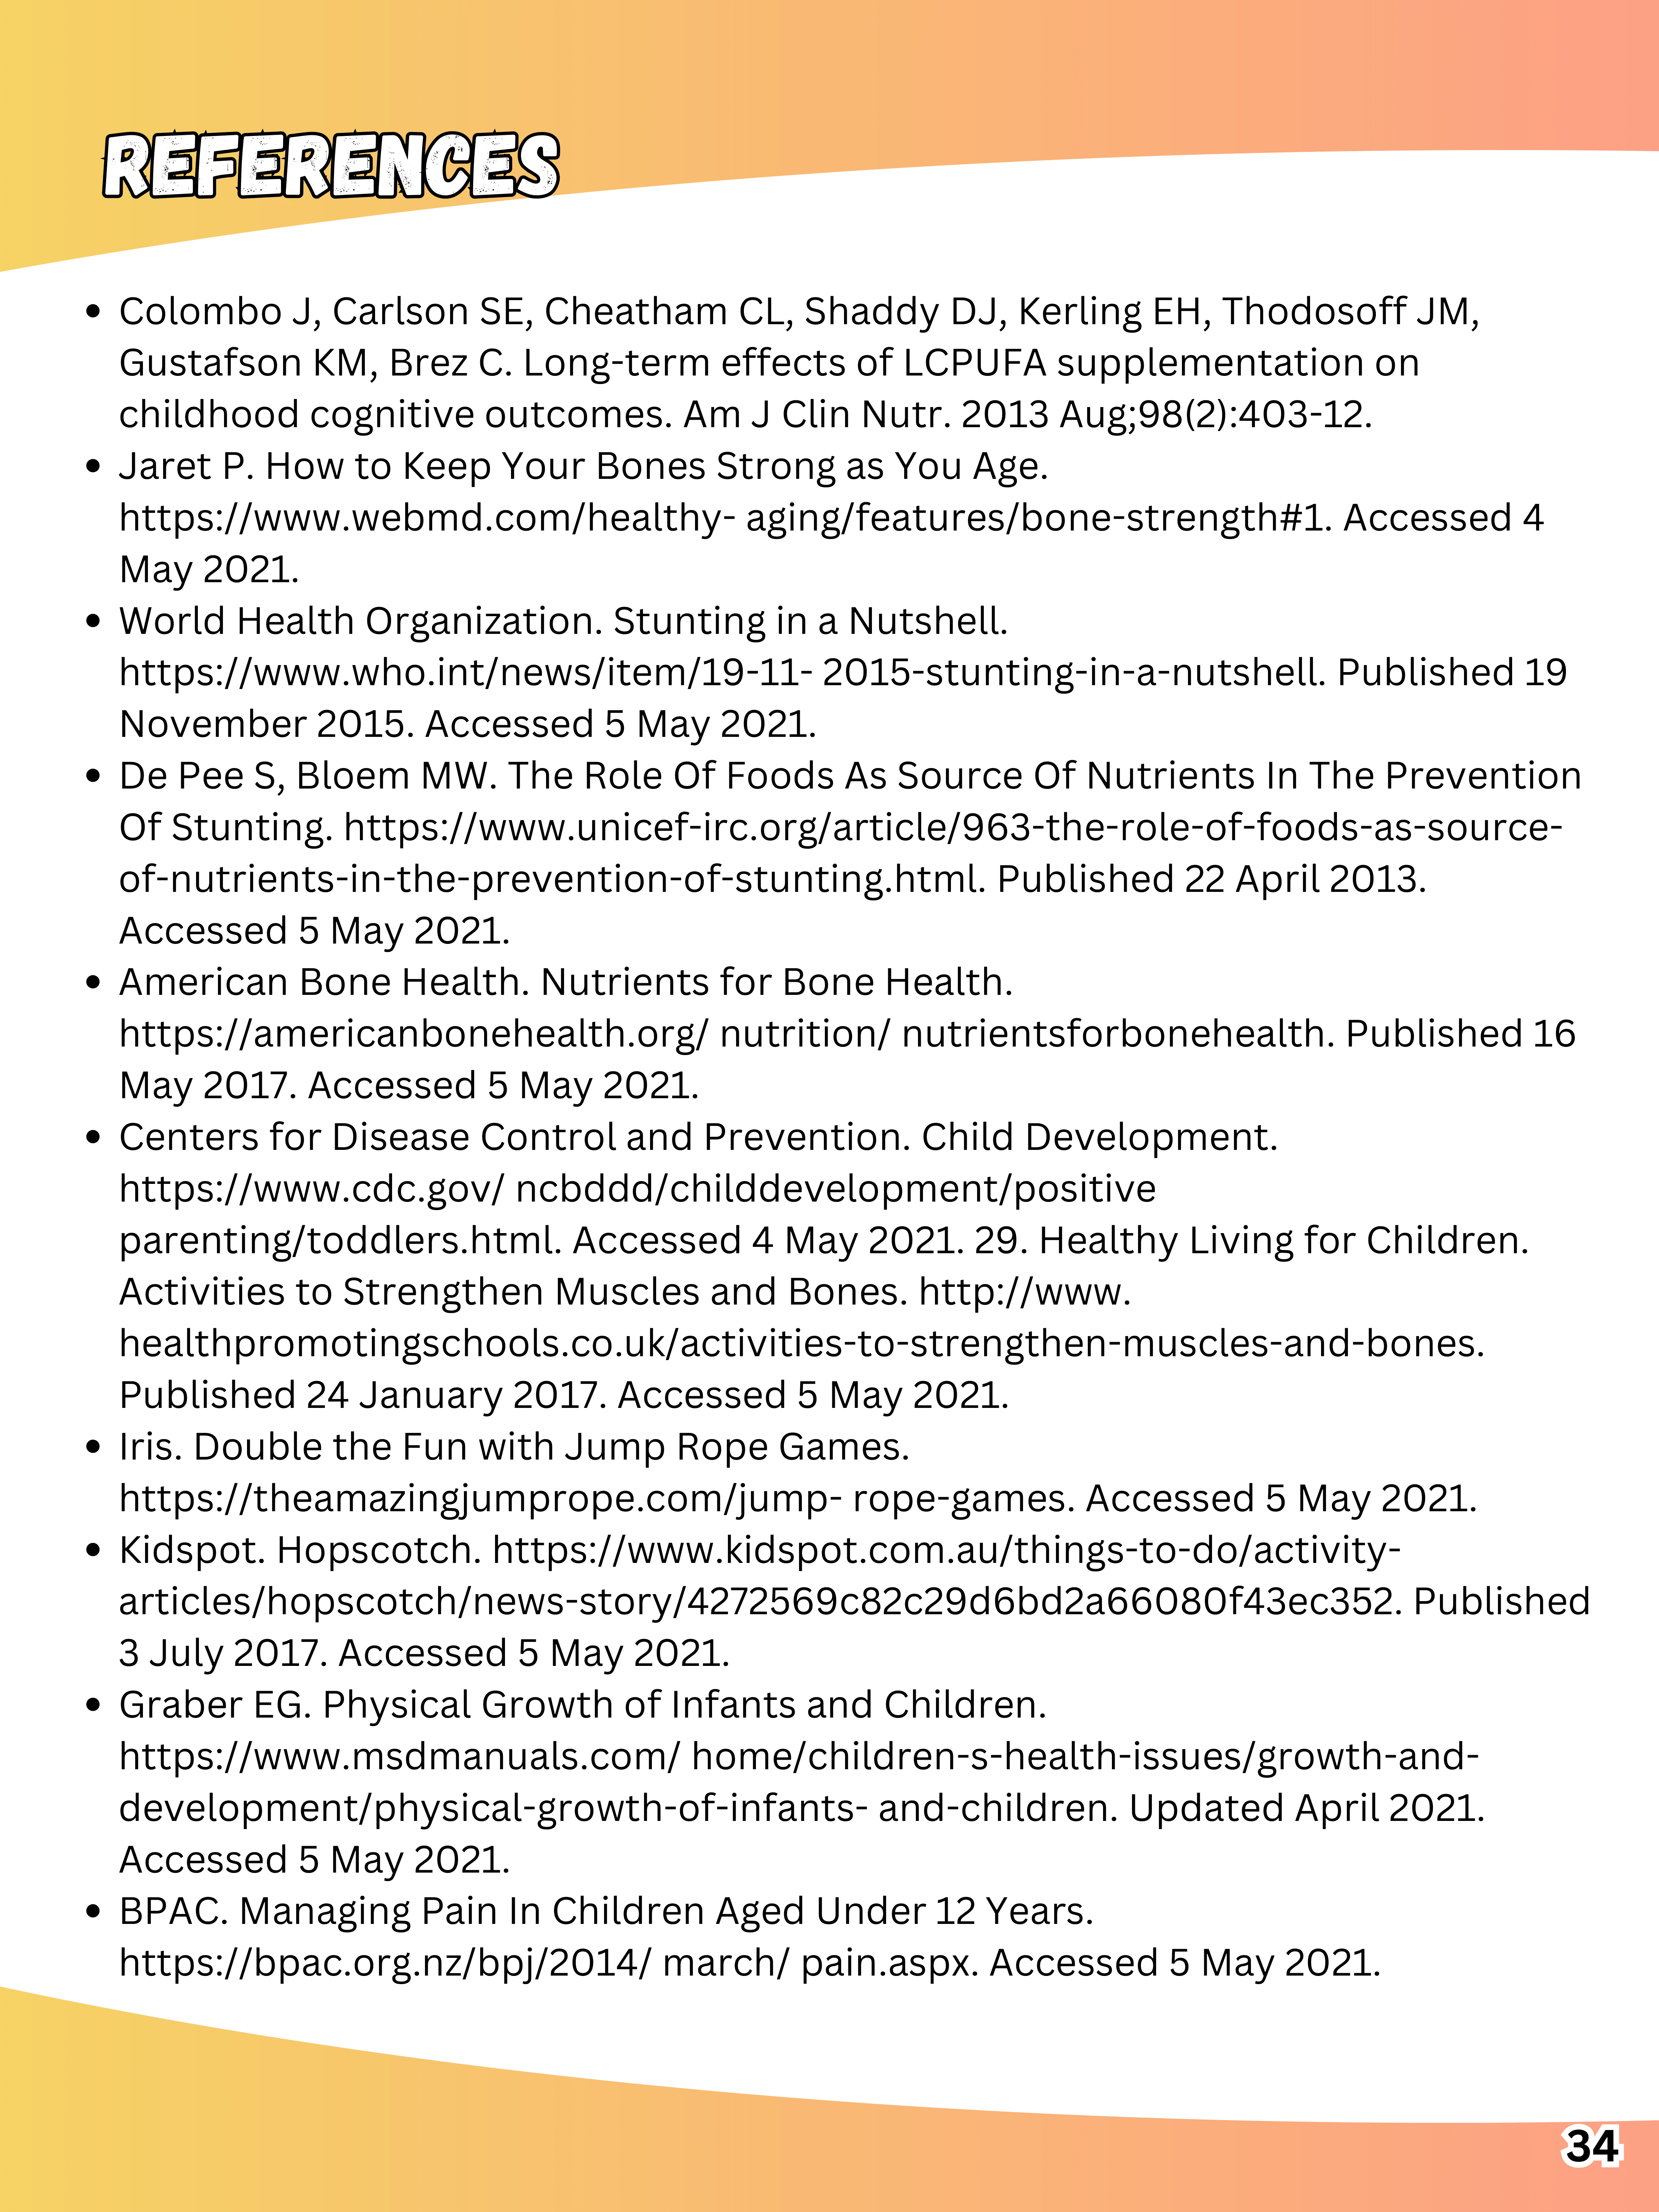 REFERENCES
• Colombo J, Carlson SE, Cheatham CL, Shaddy DJ, Kerling EH, Thodosoff JM,
Gustafson KM, Brez C. Long-term effects of LCPUFA supplementation on
childhood cognitive outcomes. Am J Clin Nutr. 2013 Aug;98(2):403-12.
• Jaret P. How to Keep Your Bones Strong as You Age.
https://www.webmd.com/healthy- aging/features/bone-strength#1. Accessed 4
May 2021.
• World Health Organization. Stunting in a Nutshell.
https://www.who.int/news/item/19-11- 2015-stunting-in-a-nutshell. Published 19
November 2015. Accessed 5 May 2021.
• De Pee S, Bloem MW. The Role Of Foods As Source Of Nutrients In The Prevention
Of Stunting. https://www.unicef-irc.org/article/963-the-role-of-foods-as-source-
of-nutrients-in-the-prevention-of-stunting.html. Published 22 April 2013.
Accessed 5 May 2021.
• American Bone Health. Nutrients for Bone Health.
https://americanbonehealth.org/ nutrition/ nutrientsforbonehealth. Published 16
May 2017. Accessed 5 May 2021.
• Centers for Disease Control and Prevention. Child Development.
https://www.cdc.gov/ ncbddd/childdevelopment/positive
parenting/toddlers.html. Accessed 4 May 2021. 29. Healthy Living for Children.
Activities to Strengthen Muscles and Bones. http://www.
healthpromotingschools.co.uk/activities-to-strengthen-muscles-and-bones.
Published 24 January 2017. Accessed 5 May 2021.
• Iris. Double the Fun with Jump Rope Games.
https://theamazingjumprope.com/jump- rope-games. Accessed 5 May 2021.
• Kidspot. Hopscotch. https://www.kidspot.com.au/things-to-do/activity-
articles/hopscotch/news-story/4272569c82c29d6bd2a66080f43ec352. Published
3 July 2017. Accessed 5 May 2021.
• Graber EG. Physical Growth of Infants and Children.
https://www.msdmanuals.com/ home/children-s-health-issues/growth-and-
development/physical-growth-of-infants- and-children. Updated April 2021.
Accessed 5 May 2021.
• BPAC. Managing Pain In Children Aged Under 12 Years.
https://bpac.org.nz/bpj/2014/ march/ pain.aspx. Accessed 5 May 2021.
34